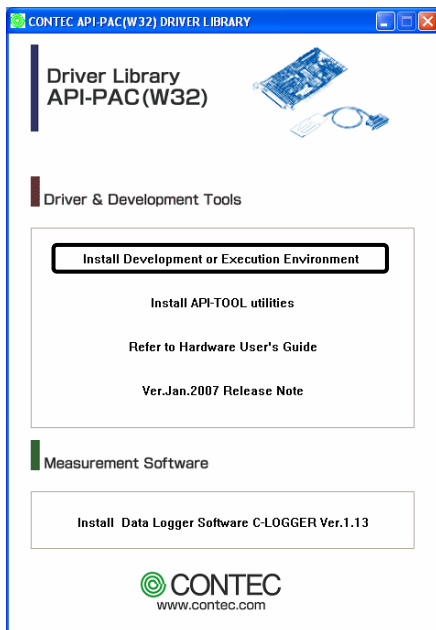 CONTEC API-PAC(W32) DRIVER LIBRARY
Driver Library
API-PAC(W32)
Driver & Development Tools
Install Development or Execution Environment
Install API-TOOL utilities
Refer to Hardware User's Guide
Ver.Jan.2007 Release Note
Measurement Software
Install Data Logger Software C-LOGGER Ver.1.13
CONTEC
www.contec.com